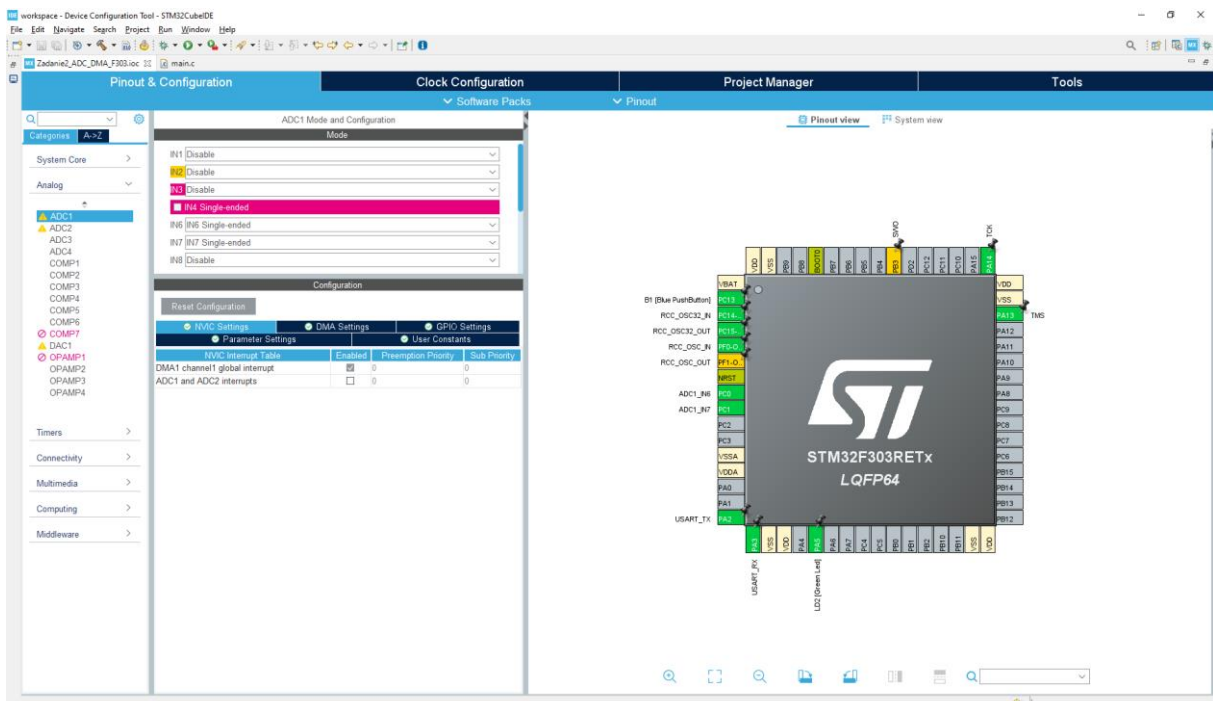 workspace - Device Configuration Tool - STM32CubeIDE
File Edit Navigate Search Project Run Window Help
Zadanie2_ADC_DMA_F303.ioc main.c
Pinout & Configuration Clock Configuration Project Manager Tools
Software Packs Pinout
Categories A->Z
System Core
Analog
ADC1
ADC2
ADC3
ADC4
COMP1
COMP2
COMP3
COMP4
COMP5
COMP6
COMP7
DAC1
OPAMP1
OPAMP2
OPAMP3
OPAMP4
Timers
Connectivity
Multimedia
Computing
Middleware
ADC1 Mode and Configuration
Mode
IN1 Disable
IN2 Disable
IN3 Disable
IN4 Single-ended
IN6 IN6 Single-ended
IN7 IN7 Single-ended
IN8 Disable
Configuration
Reset Configuration
NVIC Settings DMA Settings GPIO Settings
Parameter Settings User Constants
NVIC Interrupt Table Enabled Preemption Priority Sub Priority
DMA1 channel1 global interrupt 0 0
ADC1 and ADC2 interrupts 0 0
Pinout view System view
SWO TCK
VDD VSS PB9 PB8 BOOT0 PB7 PB6 PB5 PB4 PB3 PD2 PC12 PC11 PC10 PA15 PA14
VBAT
B1 [Blue PushButton] PC13
RCC_OSC32_IN PC14-
RCC_OSC32_OUT PC15-
RCC_OSC_IN PF0-O..
RCC_OSC_OUT PF1-O..
NRST
ADC1_IN6 PC0
ADC1_IN7 PC1
PC2
PC3
VSSA
VDDA
PA0
PA1
USART_TX PA2
STM32F303RETx
LQFP64
VDD
VSS
PA13 TMS
PA12
PA11
PA10
PA9
PA8
PC9
PC8
PC7
PC6
PB15
PB14
PB13
PB12
PA3 VSS VDD PA4 PA5 PA6 PA7 PC4 PC5 PB0 PB1 PB2 PB10 PB11 VSS VDD
USART_RX LD2 [Green Led]